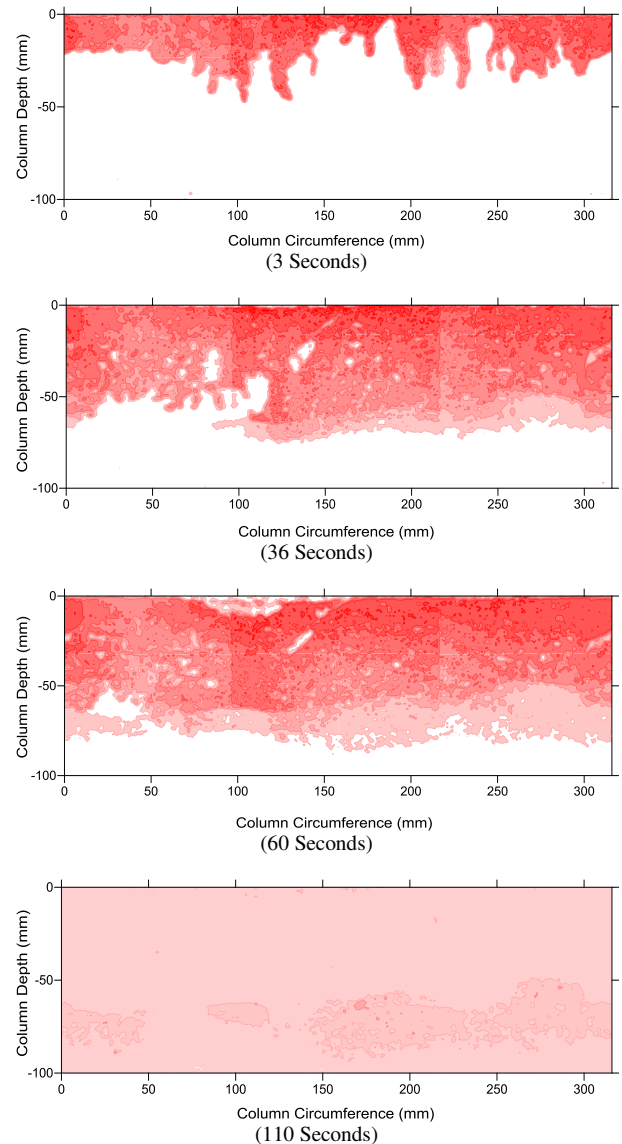 0
Column Depth (mm)
-50
-100
0 50 100 150 200 250 300
Column Circumference (mm)
(3 Seconds)
0
Column Depth (mm)
-50
-100
0 50 100 150 200 250 300
Column Circumference (mm)
(36 Seconds)
0
Column Depth (mm)
-50
-100
0 50 100 150 200 250 300
Column Circumference (mm)
(60 Seconds)
0
Column Depth (mm)
-50
-100
0 50 100 150 200 250 300
Column Circumference (mm)
(110 Seconds)